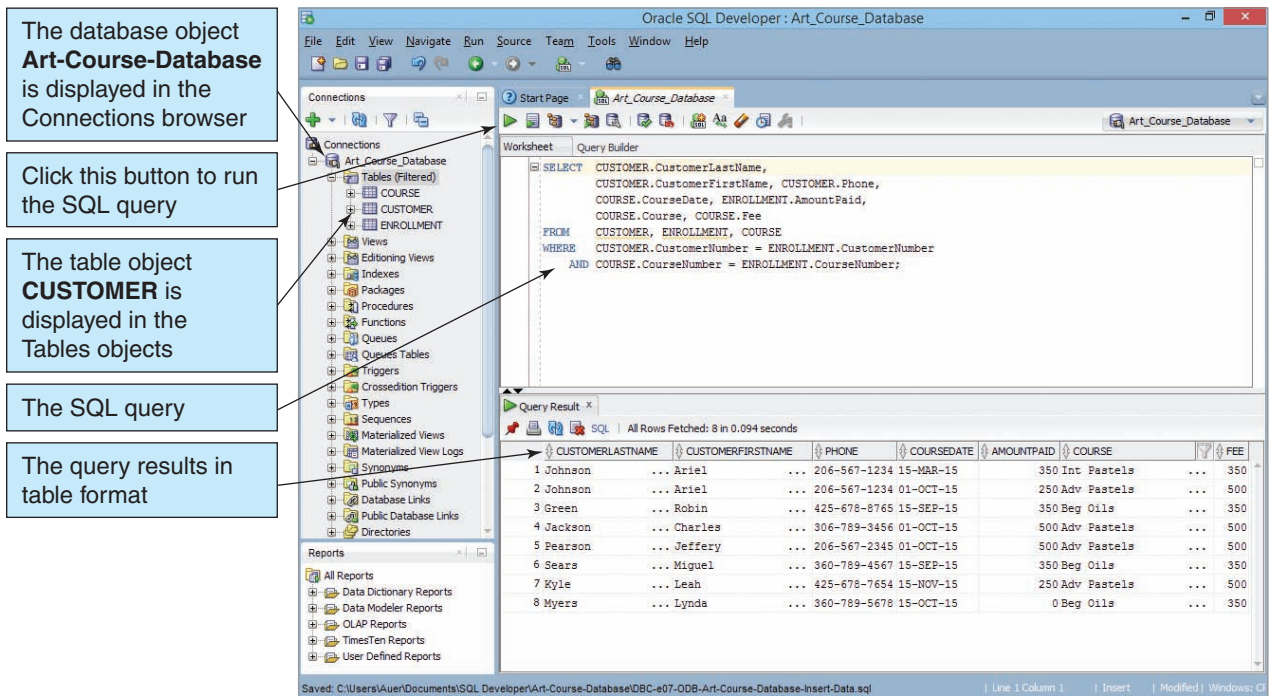 The database object
Art-Course-Database
is displayed in the
Connections browser
Click this button to run
the SQL query
The table object
CUSTOMER is
displayed in the
Tables objects
The SQL query
The query results in
table format
Oracle SQL Developer : Art_Course_Database
File Edit View Navigate Run Source Team Tools Window Help
Connections
Start Page
Art_Course_Database
Art_Course_Database
Connections
Art_Course_Database
Tables (Filtered)
COURSE
CUSTOMER
ENROLLMENT
Views
Editioning Views
Indexes
Packages
Procedures
Functions
Queues
Queues Tables
Triggers
Crossedition Triggers
Types
Sequences
Materialized Views
Materialized View Logs
Synonyms
Public Synonyms
Database Links
Public Database Links
Directories
Reports
All Reports
Data Dictionary Reports
Data Modeler Reports
OLAP Reports
TimesTen Reports
User Defined Reports
Worksheet Query Builder
SELECT CUSTOMER.CustomerLastName,
CUSTOMER.CustomerFirstName, CUSTOMER.Phone,
COURSE.CourseDate, ENROLLMENT.AmountPaid,
COURSE.Course, COURSE.Fee
FROM CUSTOMER, ENROLLMENT, COURSE
WHERE CUSTOMER.CustomerNumber = ENROLLMENT.CustomerNumber
AND COURSE.CourseNumber = ENROLLMENT.CourseNumber;
Query Result
SQL | All Rows Fetched: 8 in 0.094 seconds
CUSTOMERLASTNAME CUSTOMERFIRSTNAME PHONE COURSEDATE AMOUNTPAID COURSE FEE
1 Johnson ... Ariel ... 206-567-1234 15-MAR-15 350 Int Pastels ... 350
2 Johnson ... Ariel ... 206-567-1234 01-OCT-15 250 Adv Pastels ... 500
3 Green ... Robin ... 425-678-8765 15-SEP-15 350 Beg Oils ... 350
4 Jackson ... Charles ... 306-789-3456 01-OCT-15 500 Adv Pastels ... 500
5 Pearson ... Jeffery ... 206-567-2345 01-OCT-15 500 Adv Pastels ... 500
6 Sears ... Miguel ... 360-789-4567 15-SEP-15 350 Beg Oils ... 350
7 Kyle ... Leah ... 425-678-7654 15-NOV-15 250 Adv Pastels ... 500
8 Myers ... Lynda ... 360-789-5678 15-OCT-15 0 Beg Oils ... 350
Saved: C:\Users\Auer\Documents\SQL Developer\Art-Course-Database\DBC-e07-ODB-Art-Course-Database-Insert-Data.sql
| Line 1 Column 1 | Insert | Modified | Windows: CF